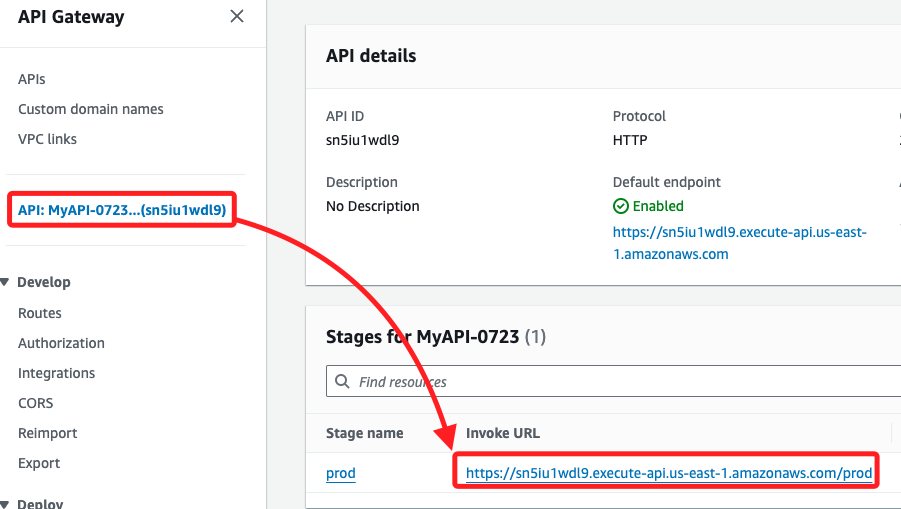 API Gateway
APIs
Custom domain names
VPC links
API: MyAPI-0723...(sn5iu1wdl9)
Develop
Routes
Authorization
Integrations
CORS
Reimport
Export
Deploy
API details
API ID
sn5iu1wdl9
Protocol
HTTP
Description
No Description
Default endpoint
Enabled
https://sn5iu1wdl9.execute-api.us-east-
1.amazonaws.com
Stages for MyAPI-0723 (1)
Find resources
Stage name
Invoke URL
prod
https://sn5iu1wdl9.execute-api.us-east-1.amazonaws.com/prod